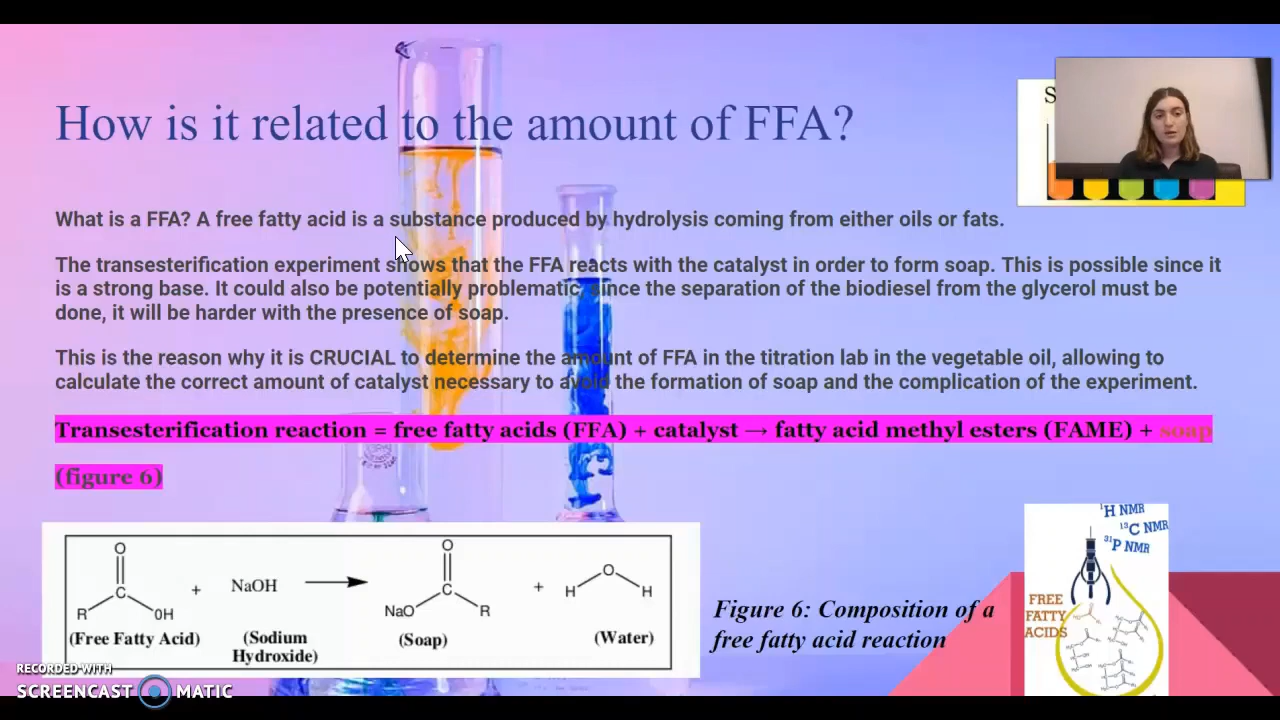 How is it related to the amount of FFA?
S
What is a FFA? A free fatty acid is a substance produced by hydrolysis coming from either oils or fats.
The transesterification experiment shows that the FFA reacts with the catalyst in order to form soap. This is possible since it
is a strong base. It could also be potentially problematic, since the separation of the biodiesel from the glycerol must be
done, it will be harder with the presence of soap.
This is the reason why it is CRUCIAL to determine the amount of FFA in the titration lab in the vegetable oil, allowing to
calculate the correct amount of catalyst necessary to avoid the formation of soap and the complication of the experiment.
Transesterification reaction = free fatty acids (FFA) + catalyst → fatty acid methyl esters (FAME) + soap
(figure 6)
O
C
R
OH
(Free Fatty Acid)
+
NaOH
(Sodium
Hydroxide)
O
C
NaO
R
(Soap)
+
O
H H
(Water)
Figure 6: Composition of a
free fatty acid reaction
¹H NMR
¹³C NMR
³¹P NMR
FREE
FATTY
ACIDS
RECORDED WITH
SCREENCAST MATIC